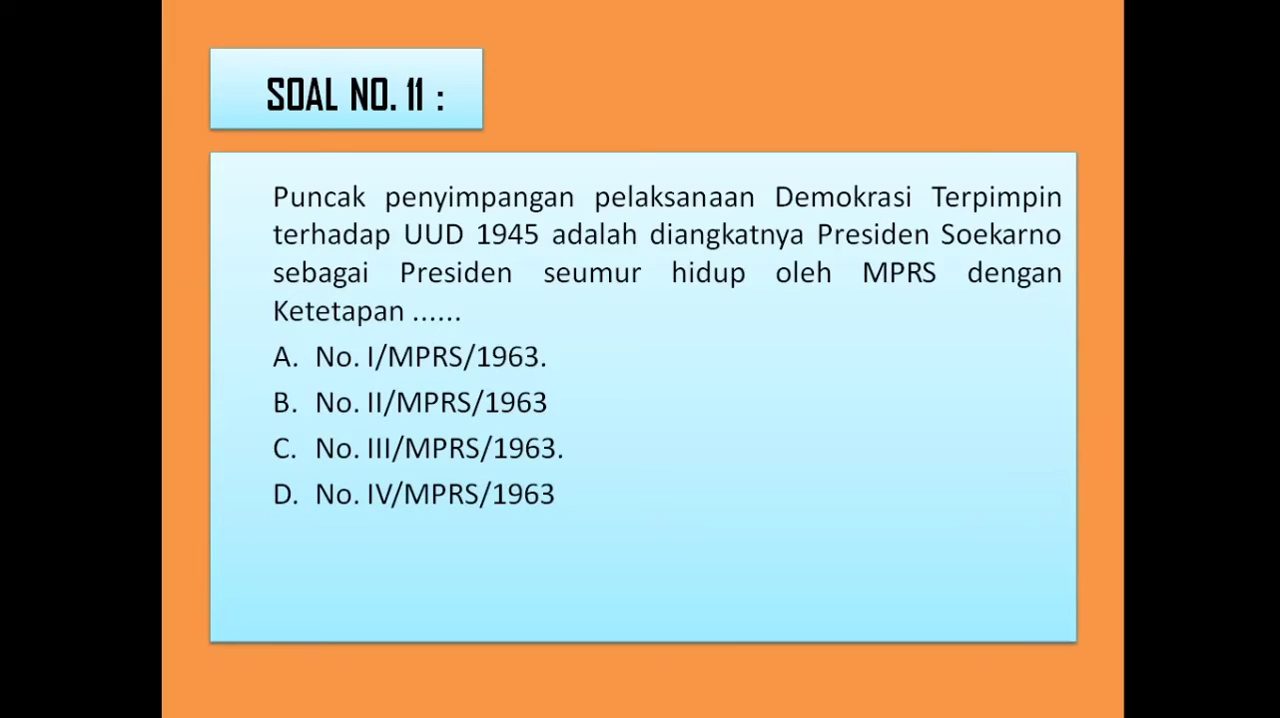 SOAL NO. 11 :
Puncak penyimpangan pelaksanaan Demokrasi Terpimpin
terhadap UUD 1945 adalah diangkatnya Presiden Soekarno
sebagai Presiden seumur hidup oleh MPRS dengan
Ketetapan ......
A. No. I/MPRS/1963.
B. No. II/MPRS/1963
C. No. III/MPRS/1963.
D. No. IV/MPRS/1963